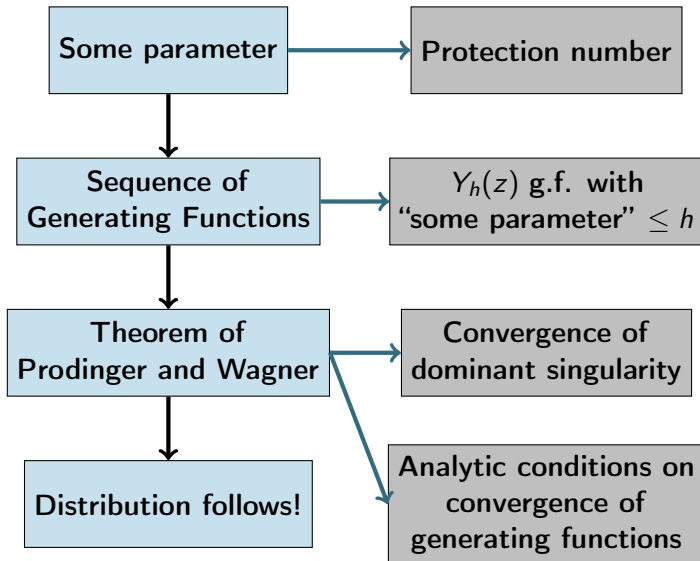 Some parameter
Protection number
Sequence of
Generating Functions
Y_h(z) g.f. with
“some parameter” ≤ h
Theorem of
Prodinger and Wagner
Convergence of
dominant singularity
Distribution follows!
Analytic conditions on
convergence of
generating functions